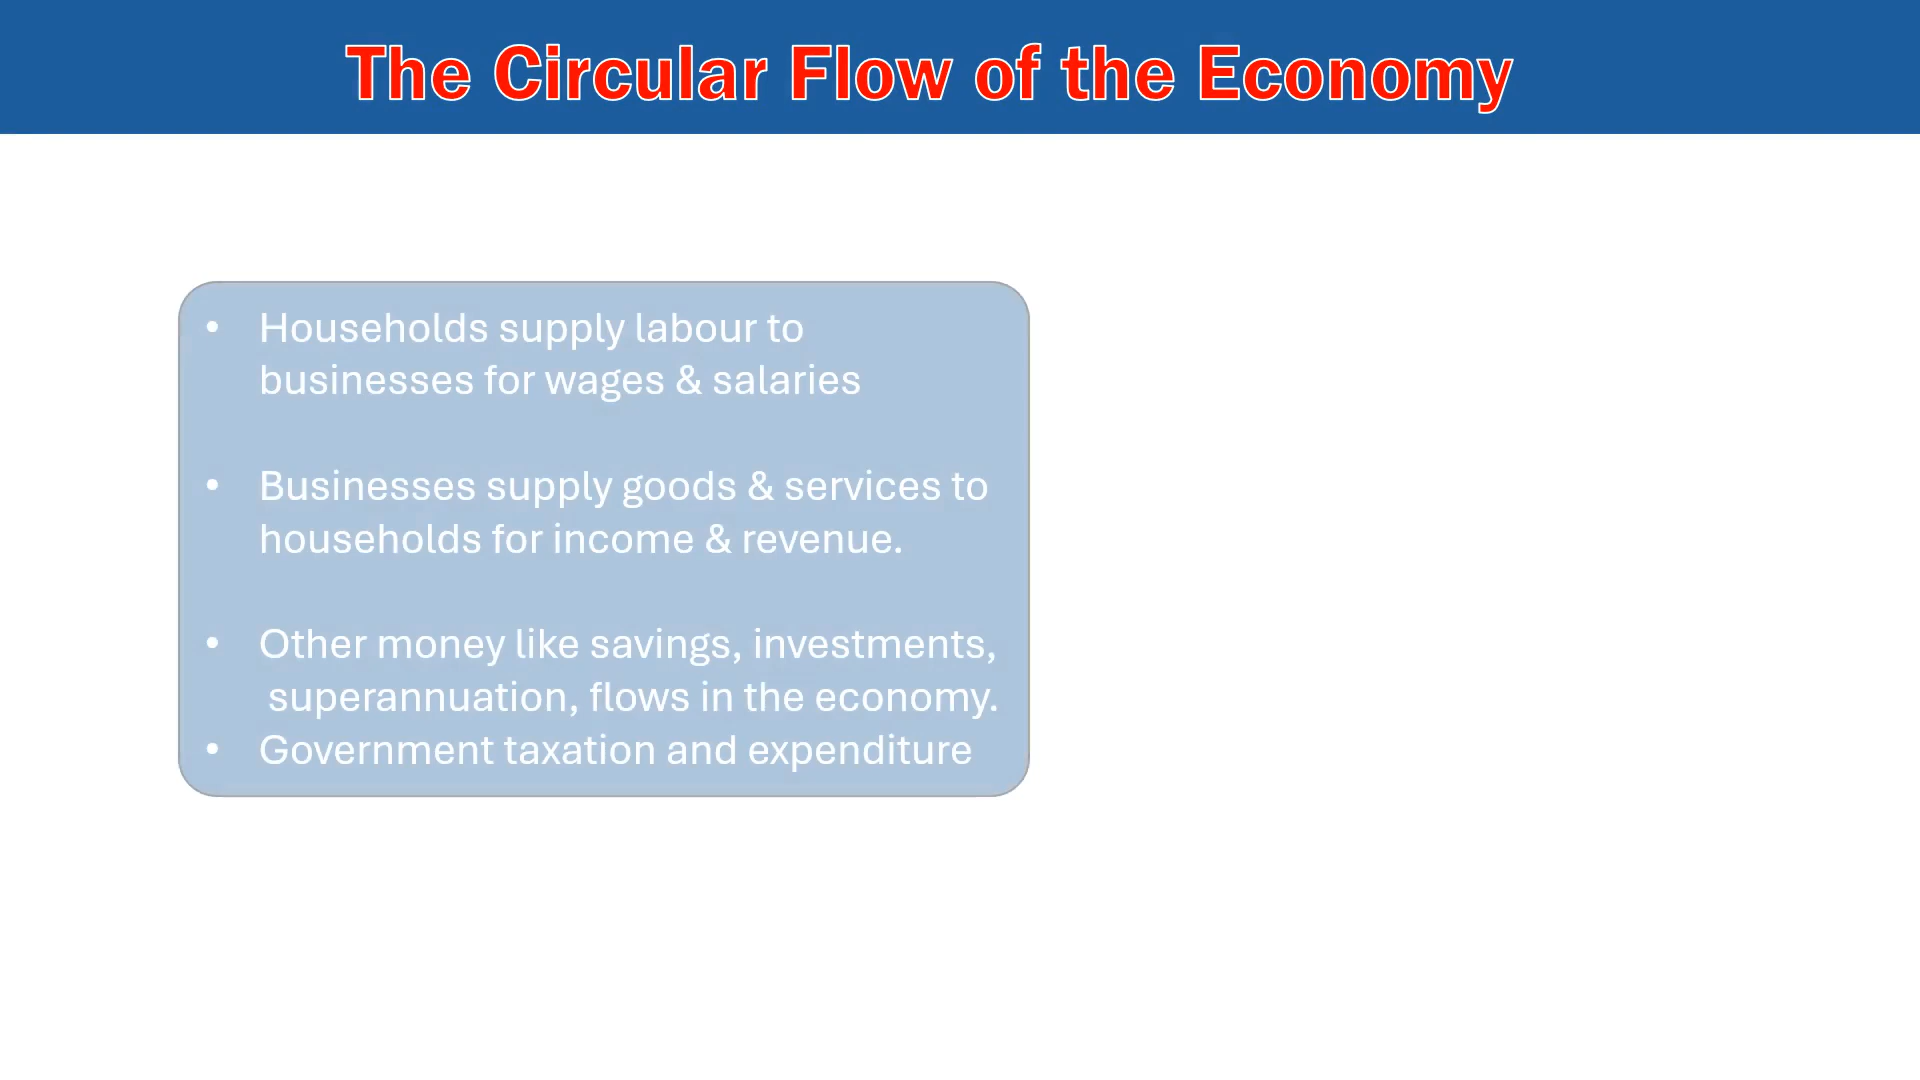 The Circular Flow of the Economy
• Households supply labour to
businesses for wages & salaries
• Businesses supply goods & services to
households for income & revenue.
• Other money like savings, investments,
superannuation, flows in the economy.
• Government taxation and expenditure